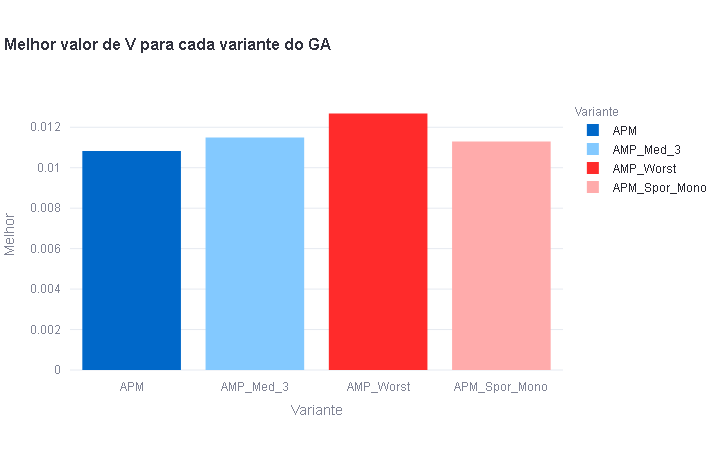 Melhor valor de V para cada variante do GA
Variante
APM
AMP_Med_3
AMP_Worst
APM_Spor_Mono
0.012
0.01
0.008
0.006
0.004
0.002
0
Melhor
APM
AMP_Med_3
AMP_Worst
APM_Spor_Mono
Variante